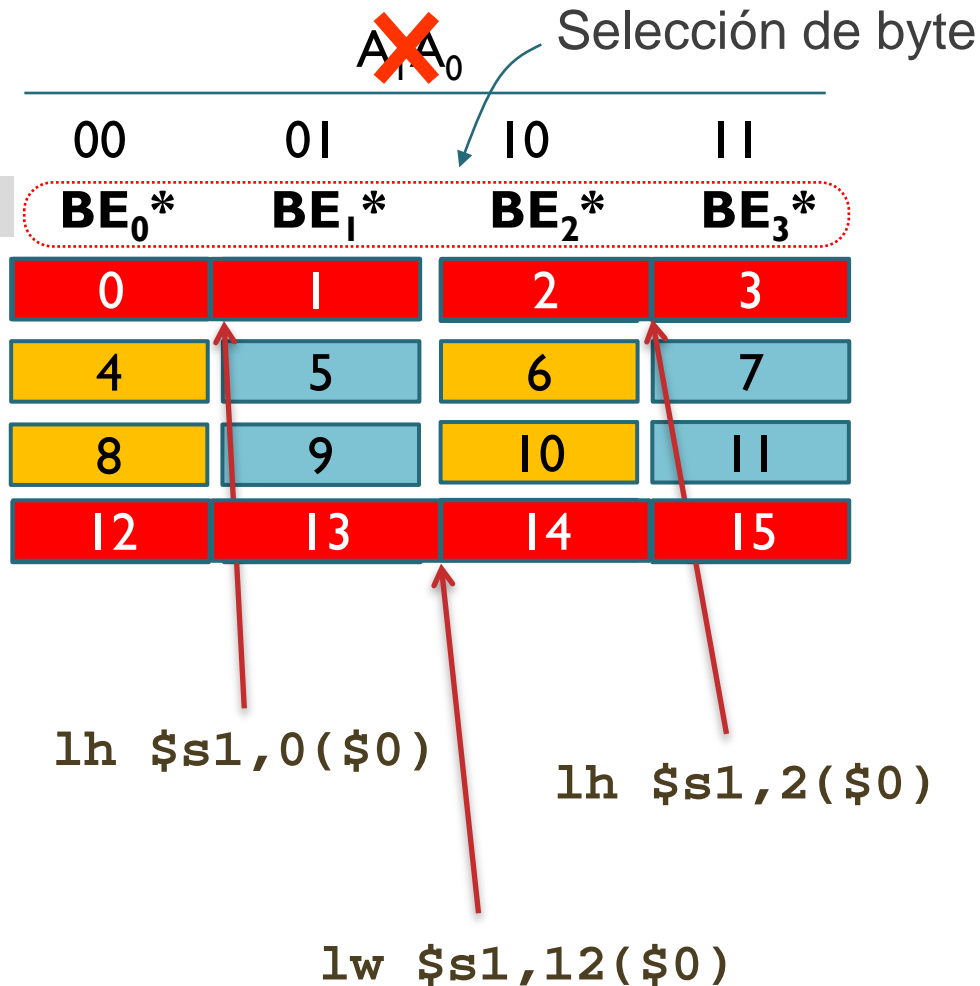 Selección de byte
A₁A₀
00 01 10 11
BE₀* BE₁* BE₂* BE₃*
0 1 2 3
4 5 6 7
8 9 10 11
12 13 14 15
lh $s1,0($0)
lh $s1,2($0)
lw $s1,12($0)